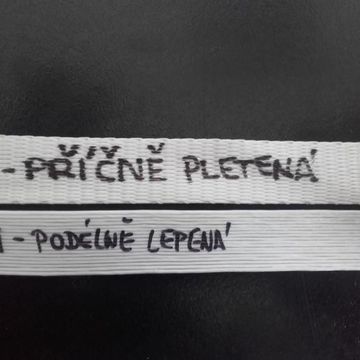 - PŘÍČNĚ PLETENÁ
- PODÉLNĚ LEPENÁ